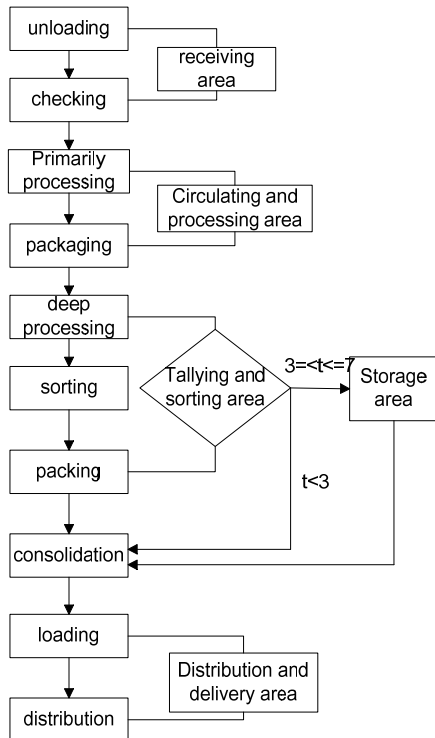 unloading
receiving
area
checking
Primarily
processing
Circulating and
processing area
packaging
deep
processing
Tallying and
sorting area
3=<t<=7
Storage
area
sorting
packing
t<3
consolidation
loading
Distribution and
delivery area
distribution